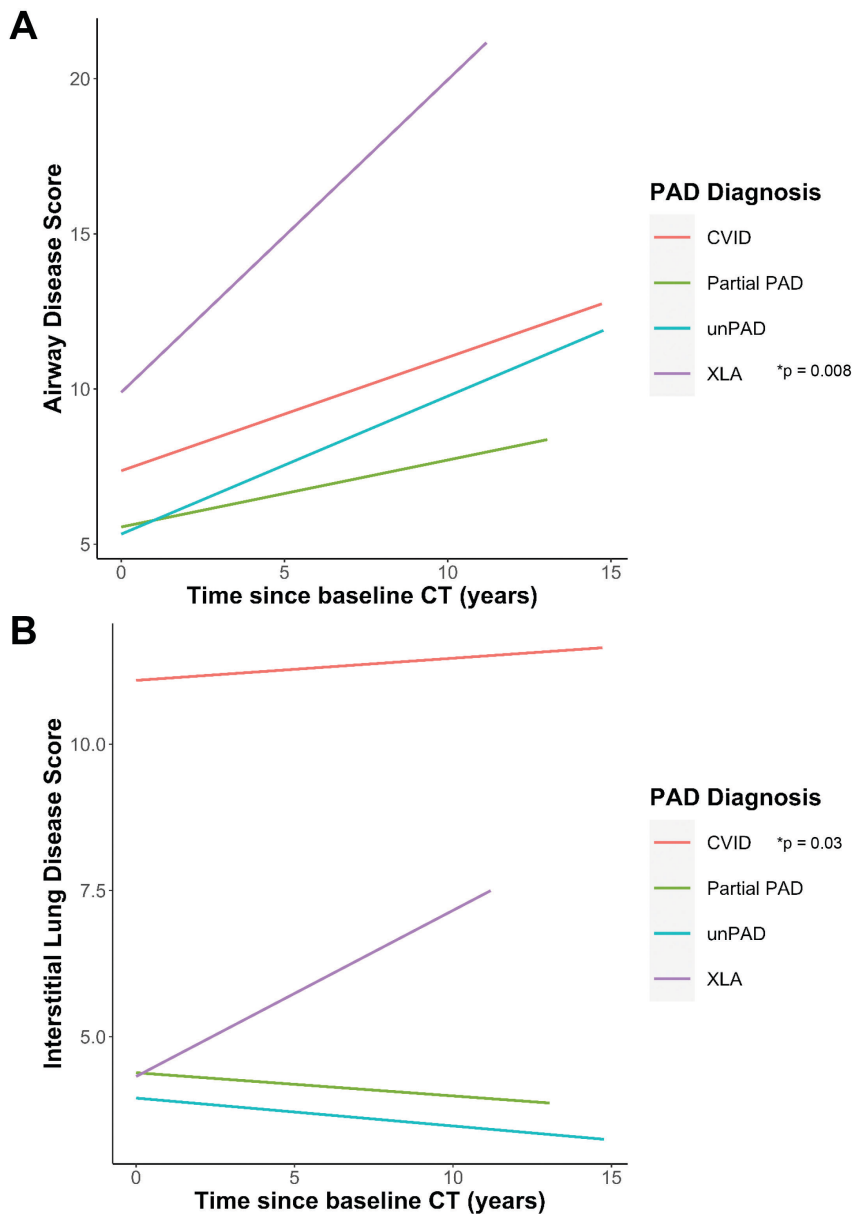 A
Airway Disease Score
20
15
10
5
0
5
10
15
Time since baseline CT (years)
PAD Diagnosis
CVID
Partial PAD
unPAD
XLA *p = 0.008
B
Interstitial Lung Disease Score
10.0
7.5
5.0
0
5
10
15
Time since baseline CT (years)
PAD Diagnosis
CVID *p = 0.03
Partial PAD
unPAD
XLA